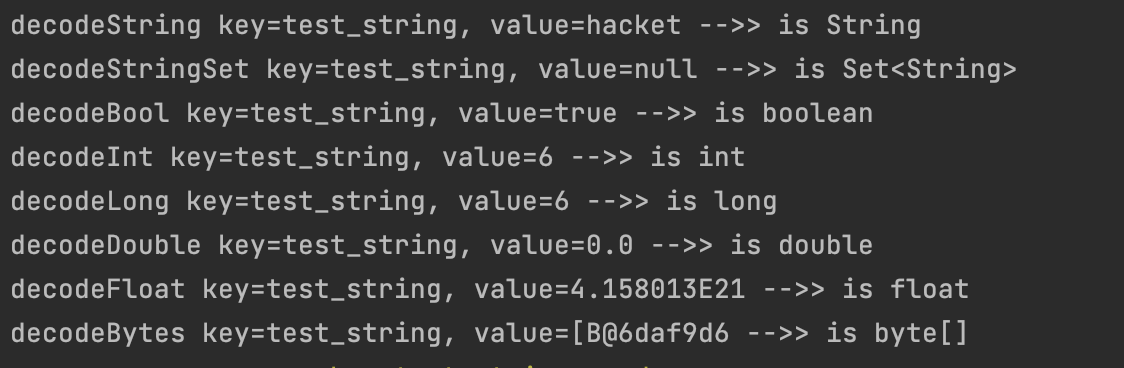 decodeString key=test_string, value=hacket -->> is String
decodeStringSet key=test_string, value=null -->> is Set<String>
decodeBool key=test_string, value=true -->> is boolean
decodeInt key=test_string, value=6 -->> is int
decodeLong key=test_string, value=6 -->> is long
decodeDouble key=test_string, value=0.0 -->> is double
decodeFloat key=test_string, value=4.158013E21 -->> is float
decodeBytes key=test_string, value=[B@6daf9d6 -->> is byte[]